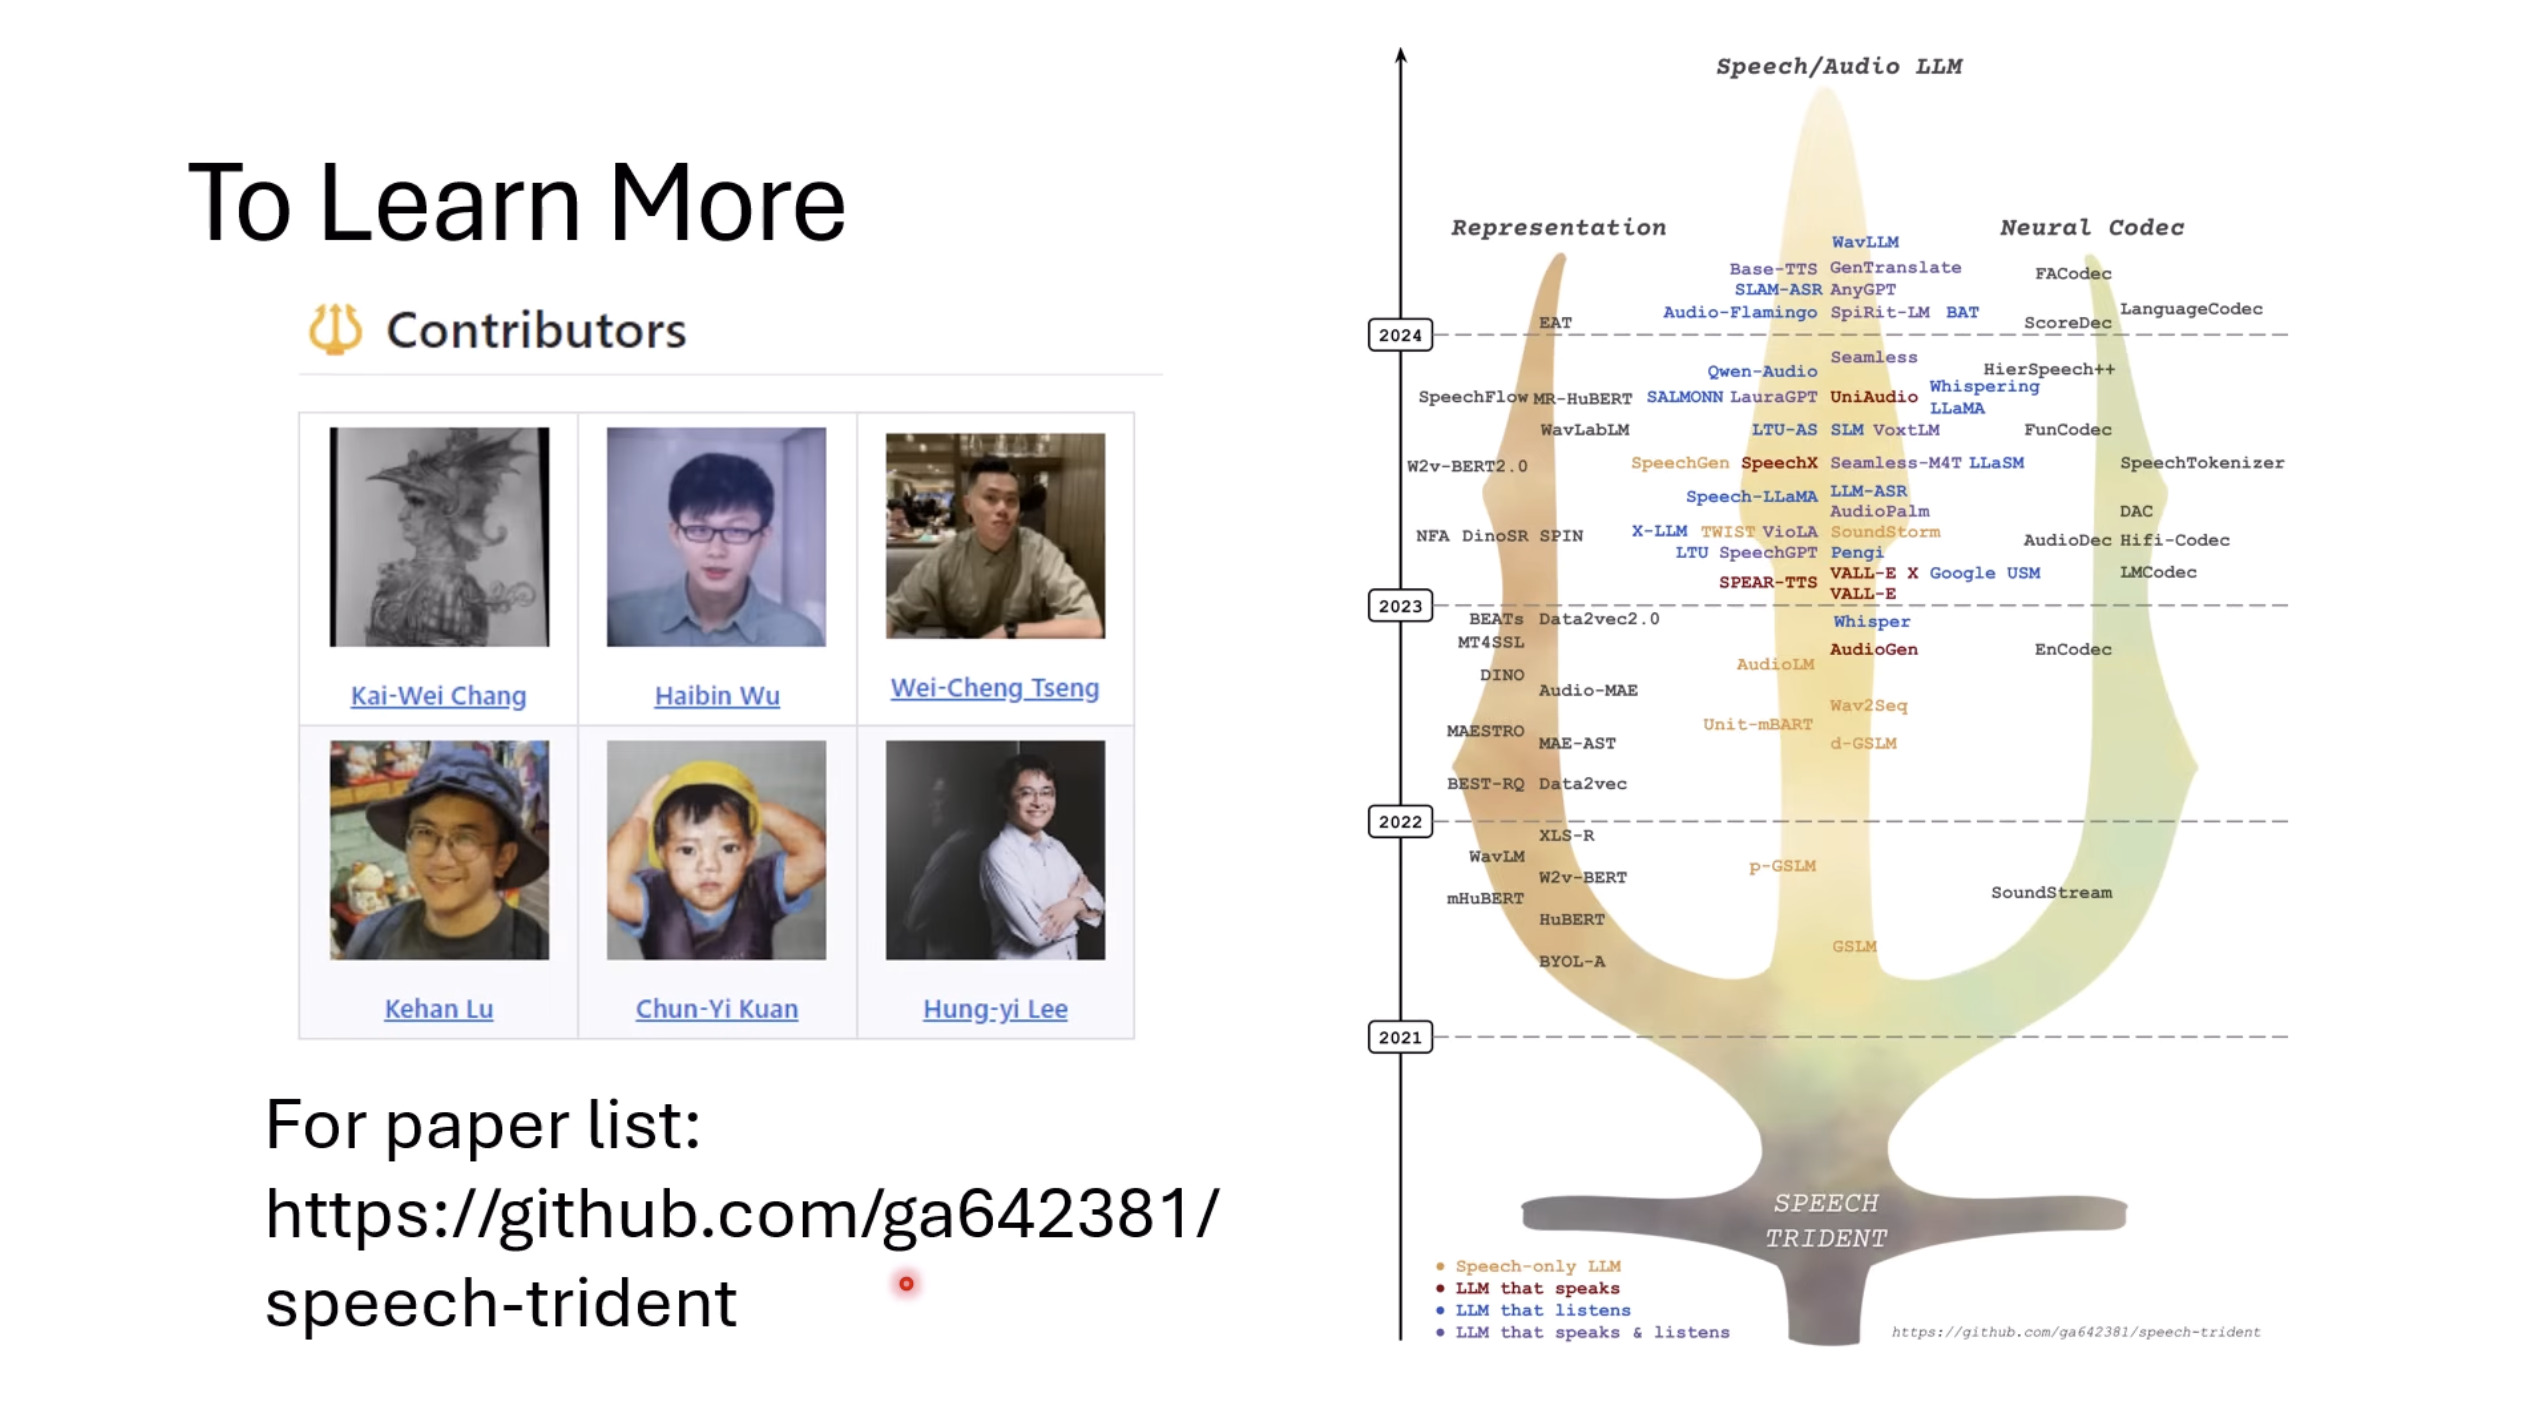 To Learn More
Contributors
Kai-Wei Chang
Haibin Wu
Wei-Cheng Tseng
Kehan Lu
Chun-Yi Kuan
Hung-yi Lee
For paper list:
https://github.com/ga642381/
speech-trident
Speech/Audio LLM
Representation
Neural Codec
WavLLM
Base-TTS GenTranslate
FACodec
SLAM-ASR AnyGPT
Audio-Flamingo SpiRit-LM BAT
LanguageCodec
EAT
ScoreDec
2024
Seamless
Qwen-Audio
HierSpeech++
SpeechFlow MR-HuBERT SALMONN LauraGPT UniAudio
Whispering
LLaMA
WavLabLM
LTU-AS SLM VoxtLM
FunCodec
W2v-BERT2.0
SpeechGen SpeechX Seamless-M4T LLaSM
SpeechTokenizer
Speech-LLaMA
LLM-ASR
AudioPalm
DAC
NFA DinoSR SPIN
X-LLM TWIST VioLA SoundStorm
AudioDec Hifi-Codec
LTU SpeechGPT Pengi
VALL-E X Google USM
LMCodec
SPEAR-TTS
VALL-E
2023
BEATs Data2vec2.0
Whisper
MT4SSL
AudioGen
EnCodec
AudioLM
DINO
Audio-MAE
Wav2Seq
Unit-mBART
MAESTRO
MAE-AST
d-GSLM
BEST-RQ Data2vec
2022
XLS-R
WavLM
p-GSLM
W2v-BERT
mHuBERT
SoundStream
HuBERT
GSLM
BYOL-A
2021
SPEECH
TRIDENT
• Speech-only LLM
• LLM that speaks
• LLM that listens
• LLM that speaks & listens
https://github.com/ga642381/speech-trident